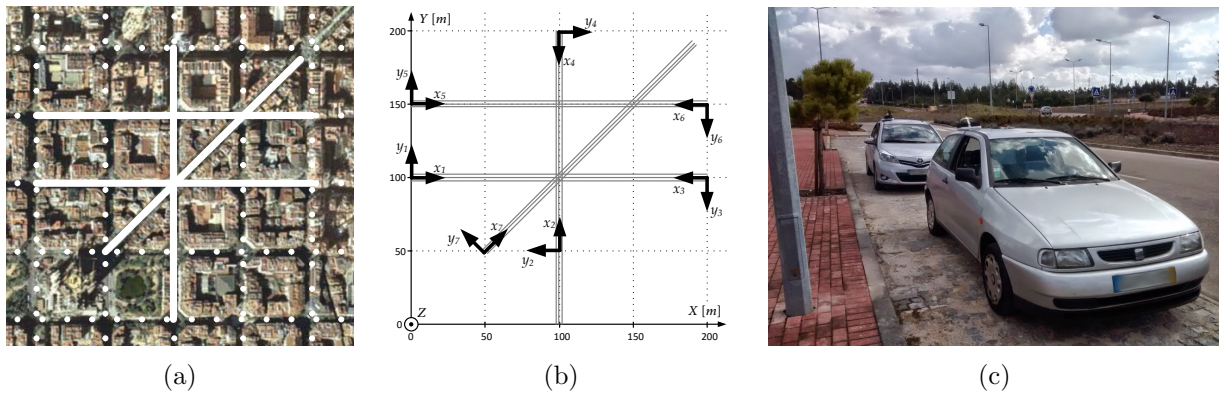 Y [m]
y₄
200
x₄
y₅
x₅
150
x₆
y₁
y₆
x₁
100
x₃
x₂
y₃
y₇
x₇
50
y₂
Z
X [m]
0
0
50
100
150
200
(a)
(b)
(c)